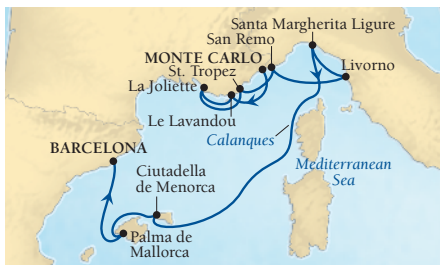 Santa Margherita Ligure
San Remo
MONTE CARLO
St. Tropez
Livorno
La Joliette
Le Lavandou
Calanques
BARCELONA
Mediterranean
Sea
Ciutadella
de Menorca
Palma de
Mallorca